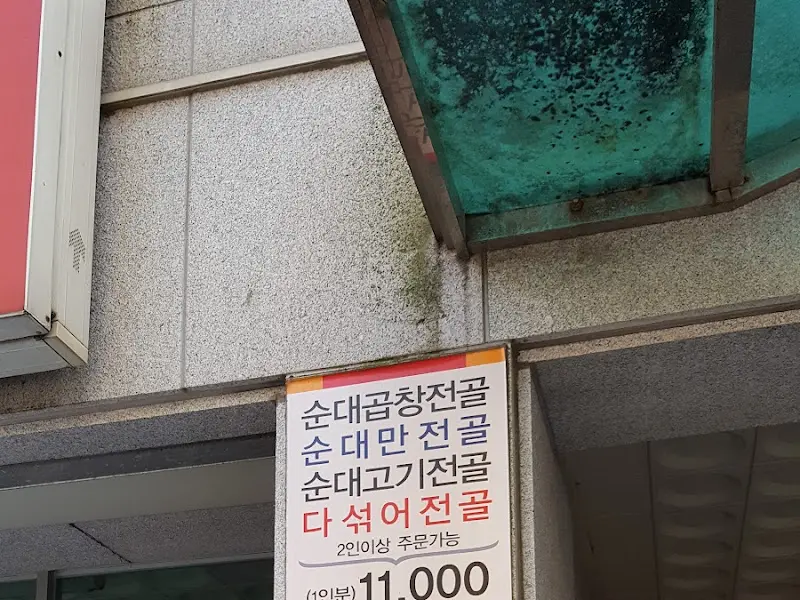 순대곱창전골
순대만전골
순대고기전골
다섞어전골
2인이상 주문가능
(1인분) 11,000